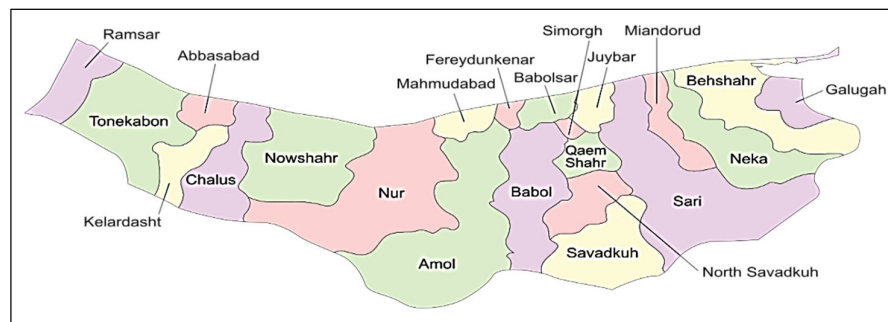 Ramsar
Abbasabad
Tonekabon
Kelardasht
Chalus
Nowshahr
Nur
Mahmudabad
Fereydunkenar
Babolsar
Simorgh
Juybar
Miandorud
Behshahr
Galugah
Neka
Qaem
Shahr
Babol
Amol
Savadkuh
Sari
North Savadkuh